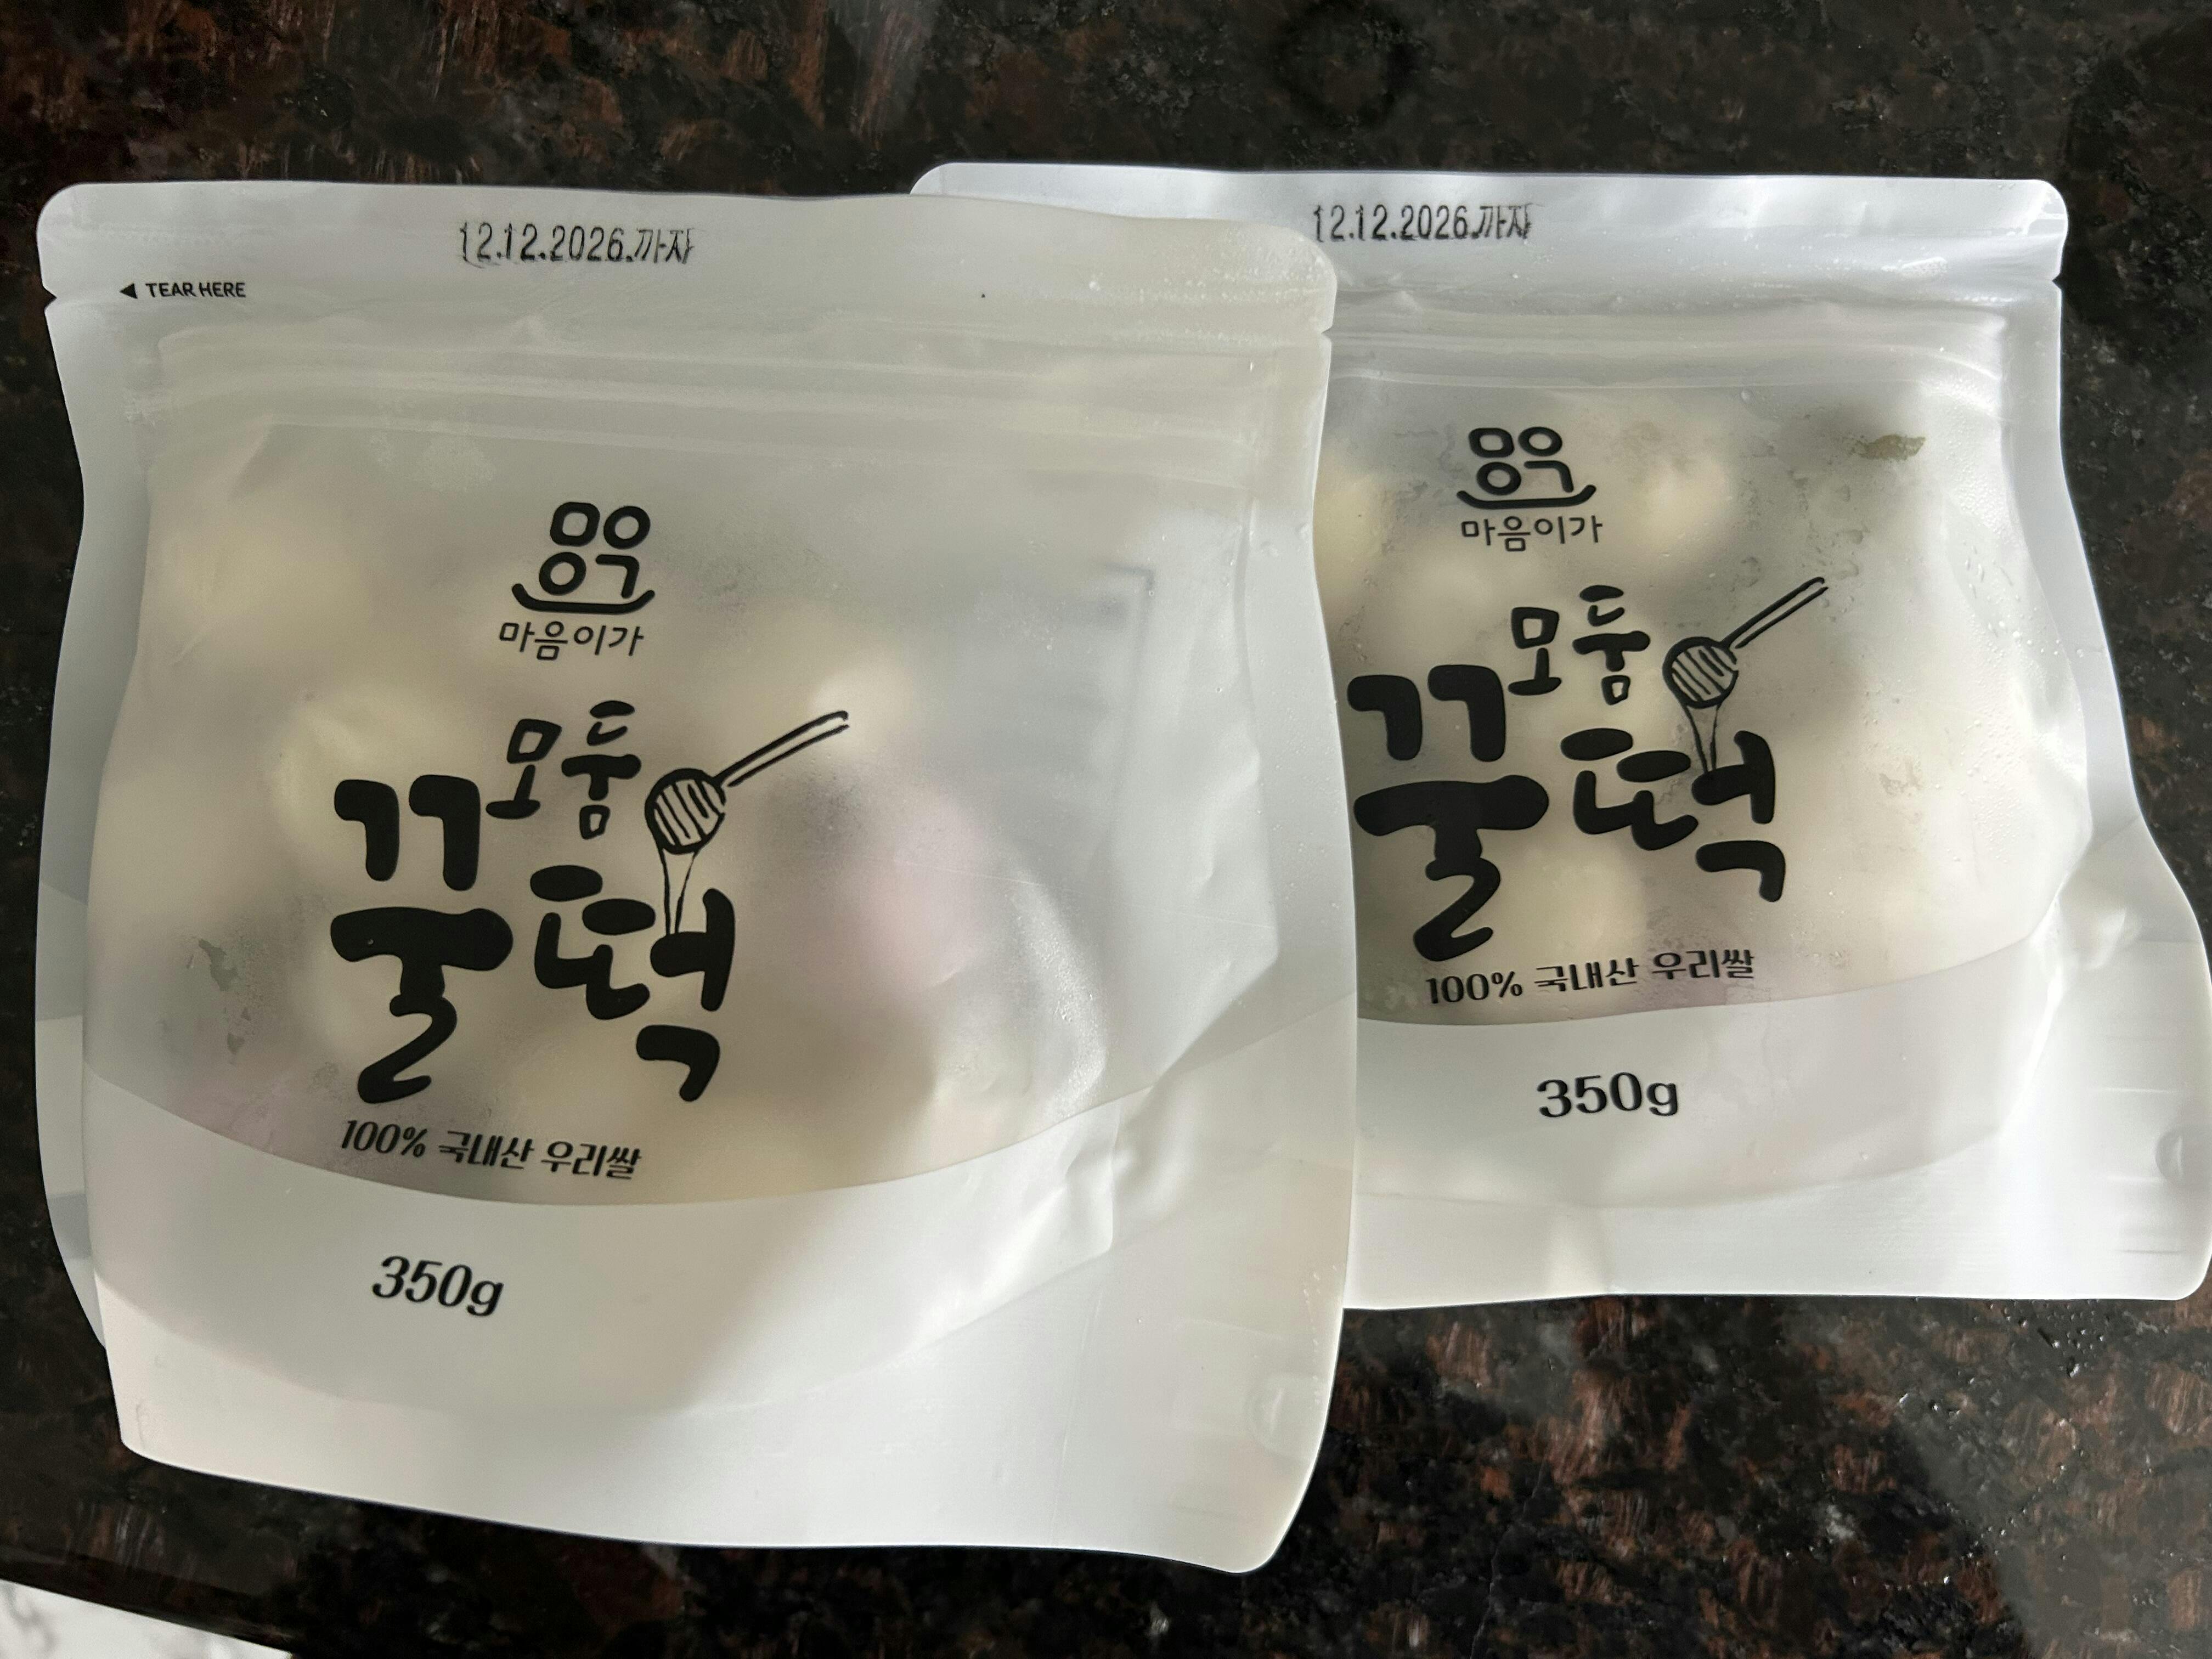 12.12.2026.까지
◀ TEAR HERE
마음이가
모듬
꿀떡
100% 국내산 우리쌀
350g
12.12.2026.까지
마음이가
모듬
꿀떡
100% 국내산 우리쌀
350g